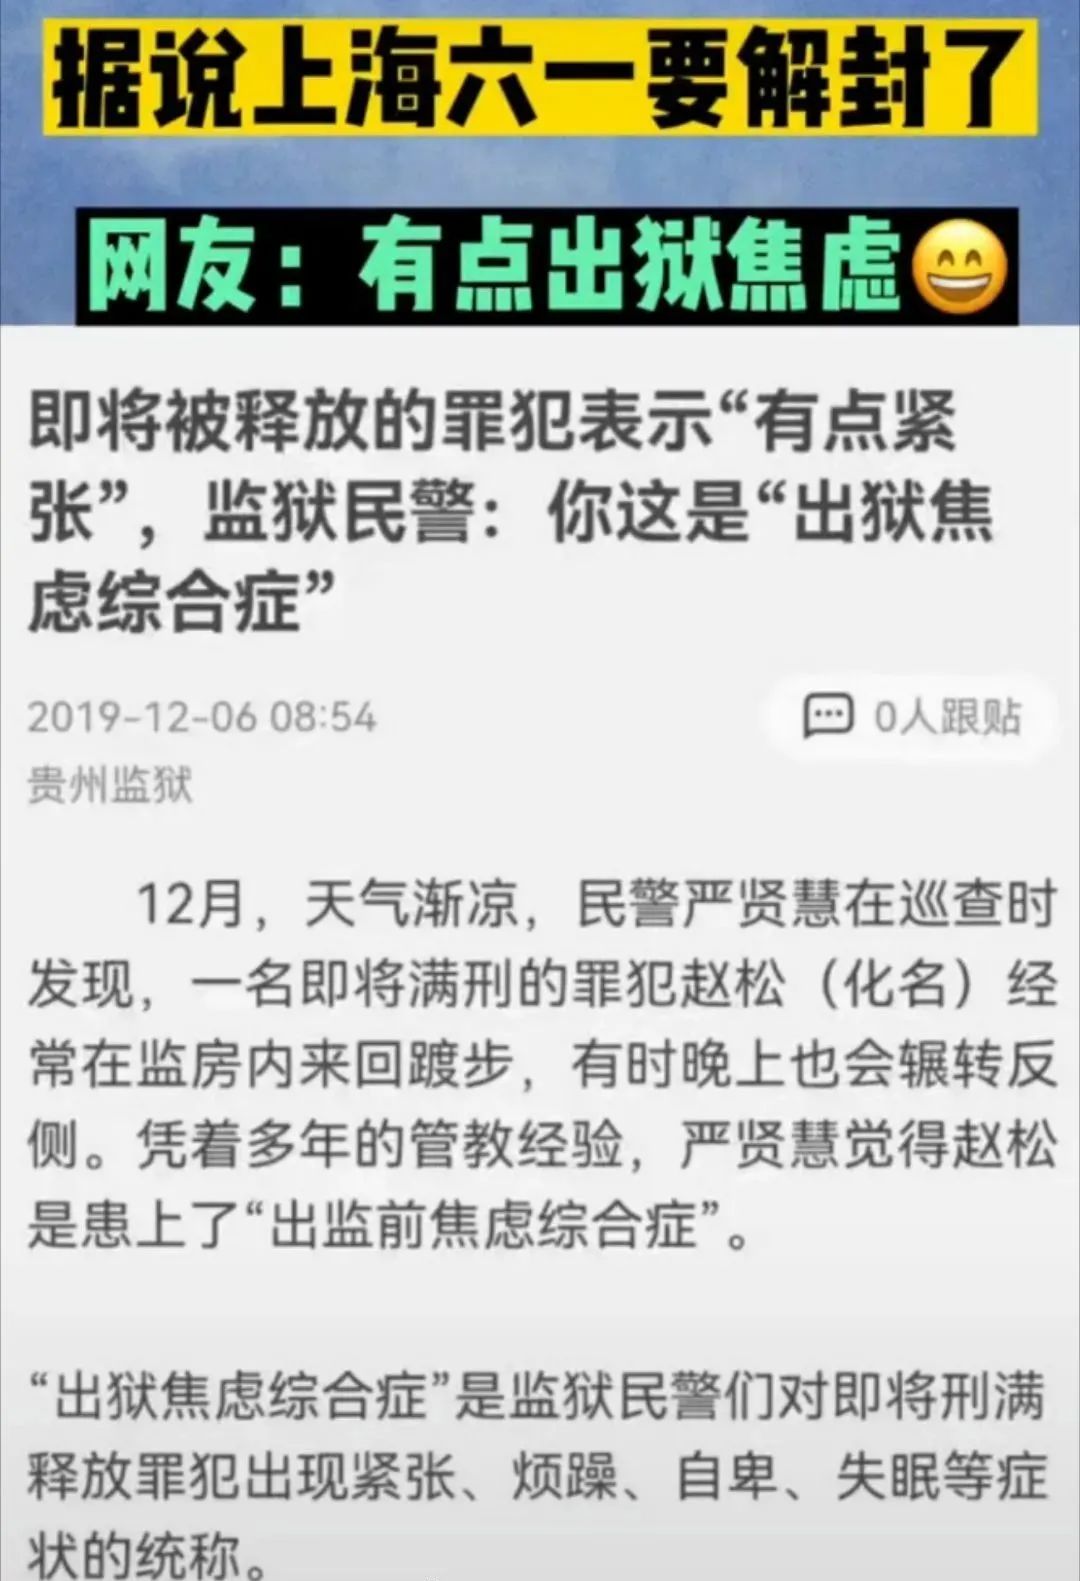 据说上海六一要解封了
网友：有点出狱焦虑
即将被释放的罪犯表示“有点紧
张”，监狱民警：你这是“出狱焦
虑综合症”
2019-12-06 08:54
0人跟贴
贵州监狱
12月，天气渐凉，民警严贤慧在巡查时
发现，一名即将满刑的罪犯赵松（化名）经
常在监房内来回踱步，有时晚上也会辗转反
侧。凭着多年的管教经验，严贤慧觉得赵松
是患上了“出监前焦虑综合症”。
“出狱焦虑综合症”是监狱民警们对即将刑满
释放罪犯出现紧张、烦躁、自卑、失眠等症
状的统称。